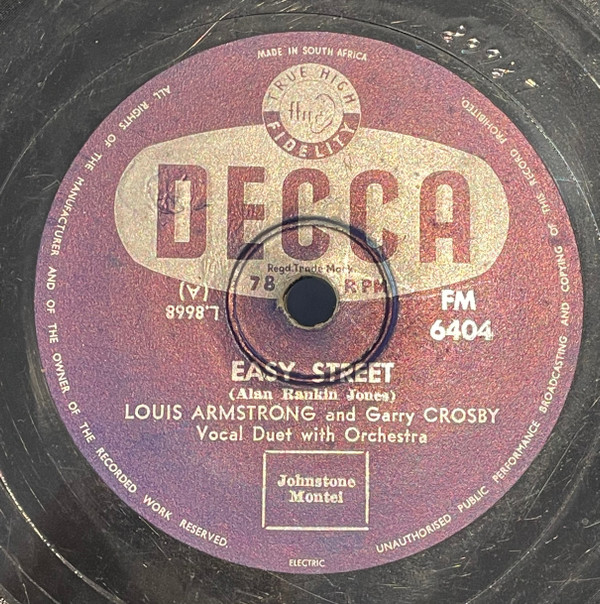 MADE IN SOUTH AFRICA
TRUE HIGH
ffrr
FIDELITY
DECCA
Regd. Trade Mark
78 RPM
(A)
L.8668
FM
6404
EASY STREET
(Alan Rankin Jones)
LOUIS ARMSTRONG and Garry CROSBY
Vocal Duet with Orchestra
Johnstone
Montei
ALL RIGHTS OF THE MANUFACTURER AND OF THE OWNER OF THE RECORDED WORK RESERVED.
ELECTRIC
UNAUTHORISED PUBLIC PERFORMANCE BROADCASTING AND COPYING OF THIS RECORD PROHIBITED